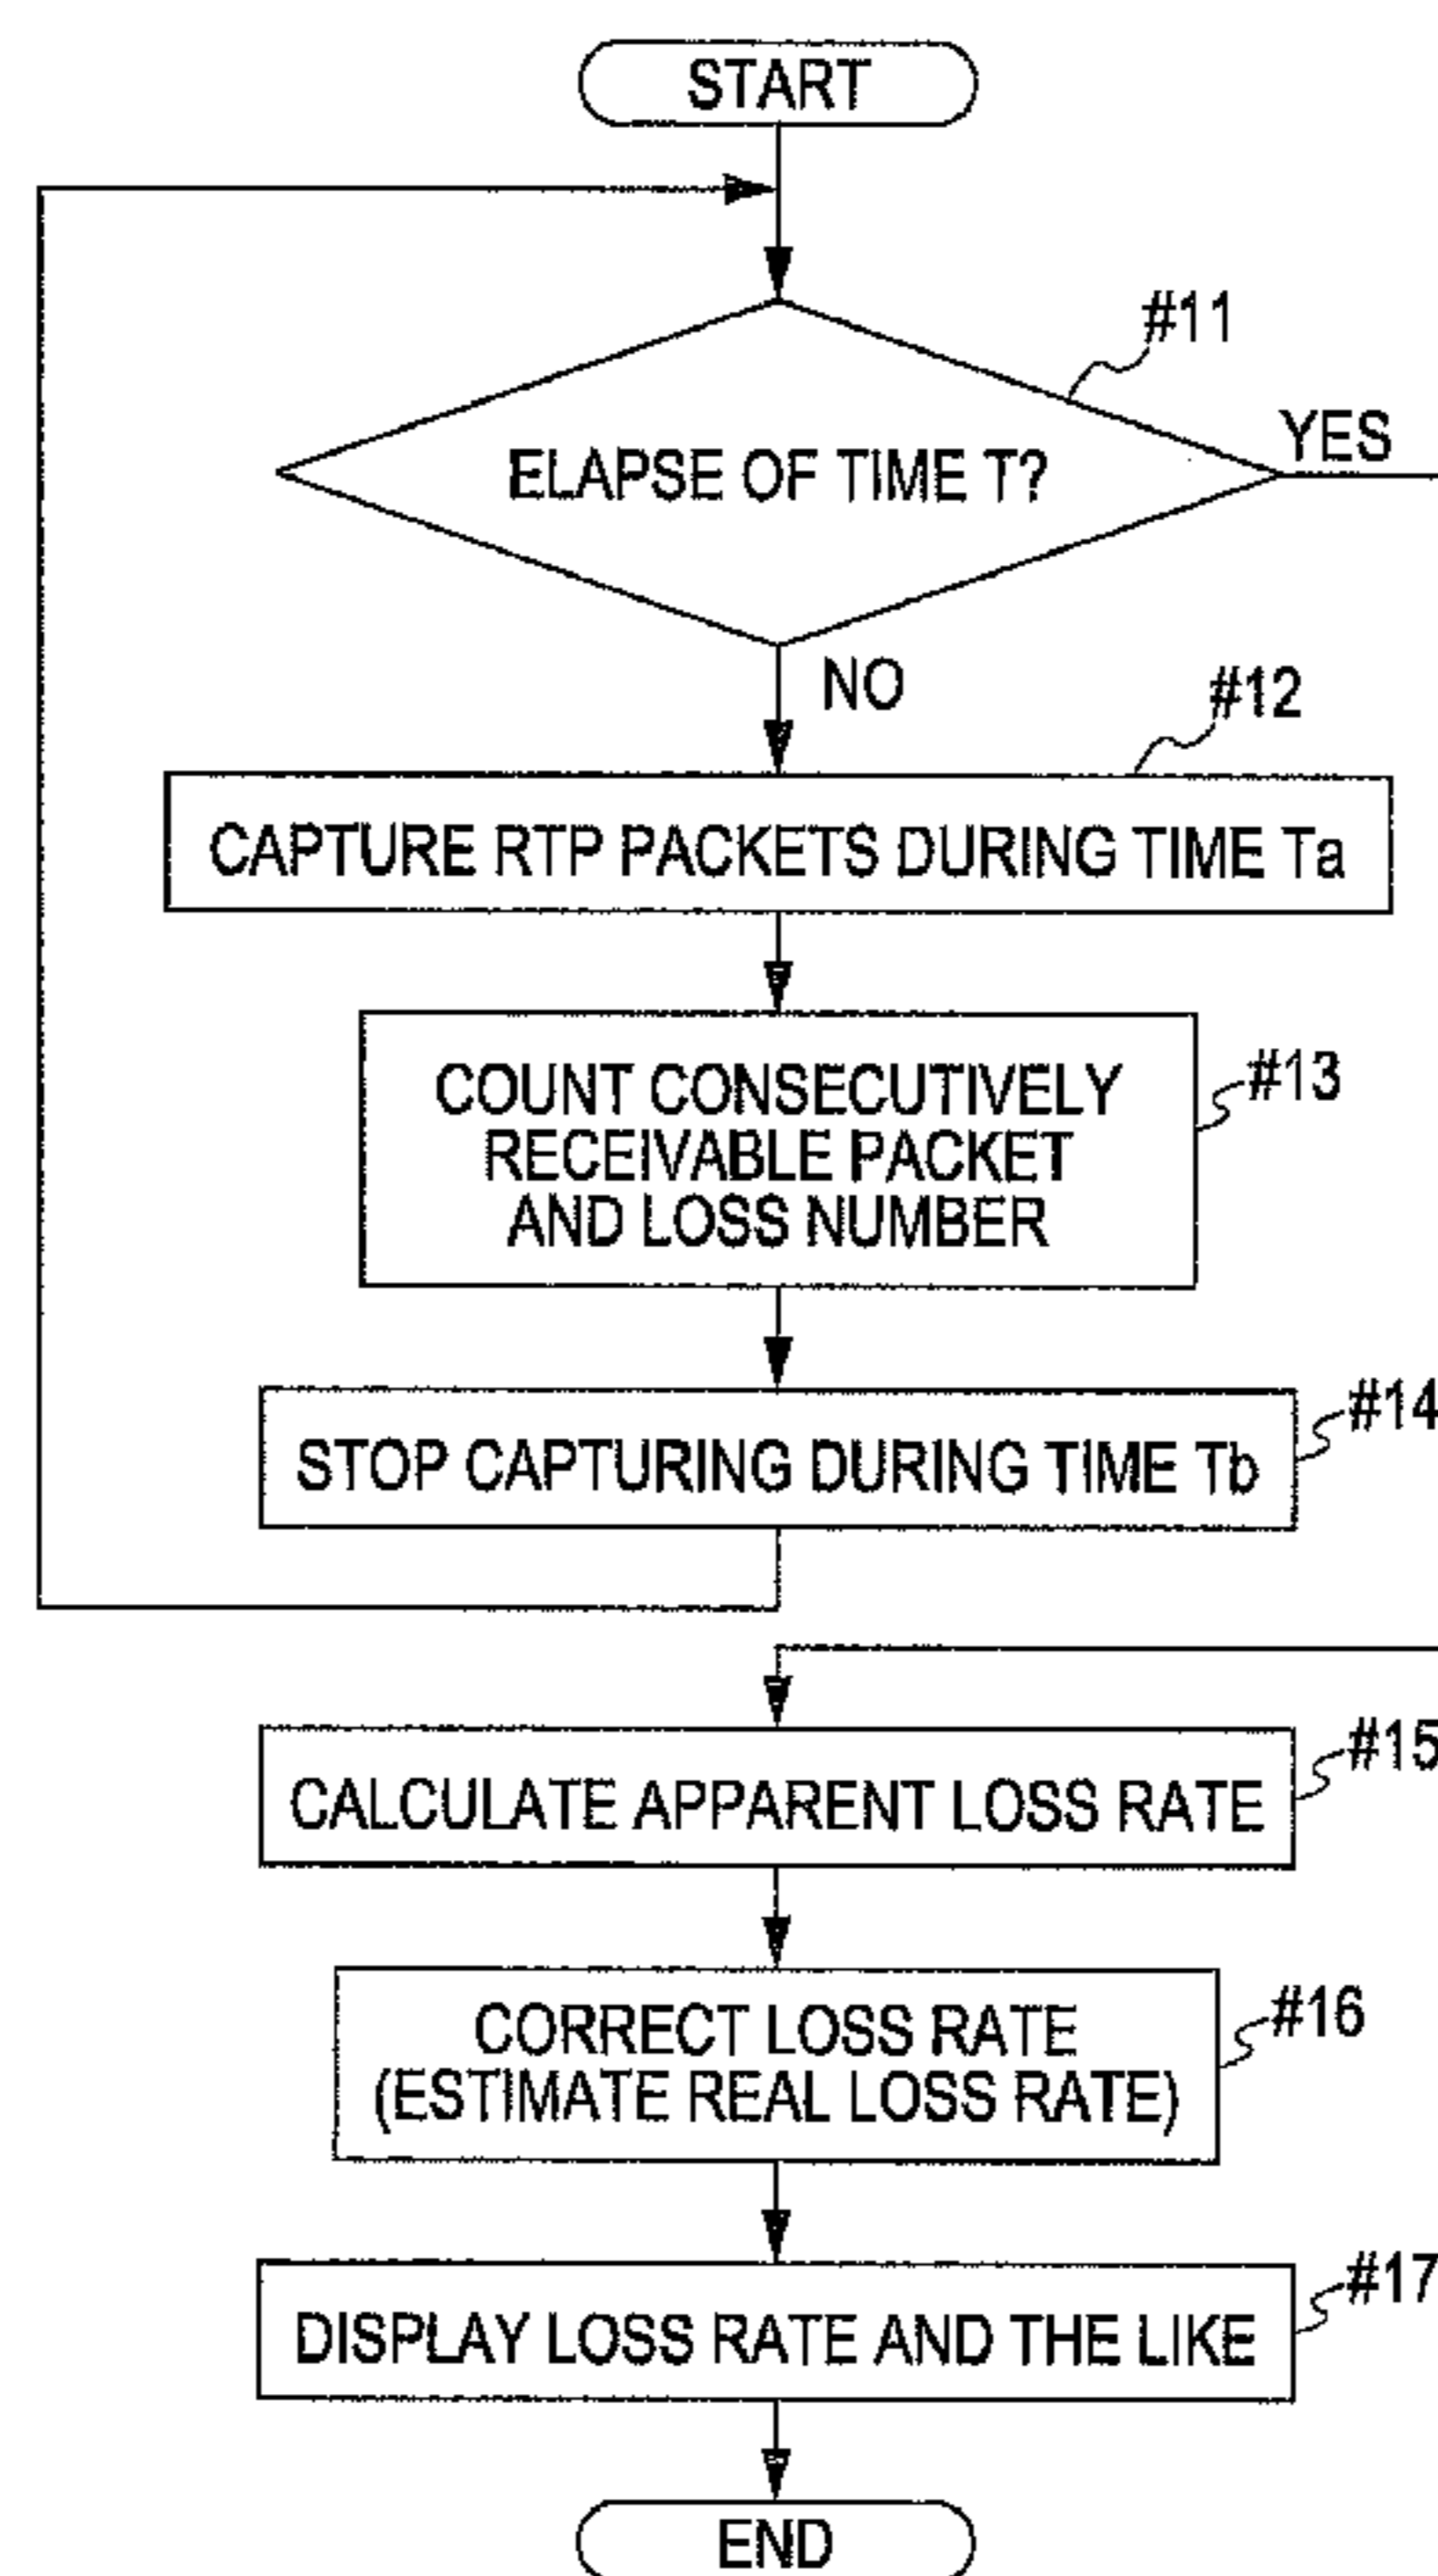 START
#11
ELAPSE OF TIME T?
YES
NO
#12
CAPTURE RTP PACKETS DURING TIME Ta
#13
COUNT CONSECUTIVELY
RECEIVABLE PACKET
AND LOSS NUMBER
#14
STOP CAPTURING DURING TIME Tb
#15
CALCULATE APPARENT LOSS RATE
#16
CORRECT LOSS RATE
(ESTIMATE REAL LOSS RATE)
#17
DISPLAY LOSS RATE AND THE LIKE
END